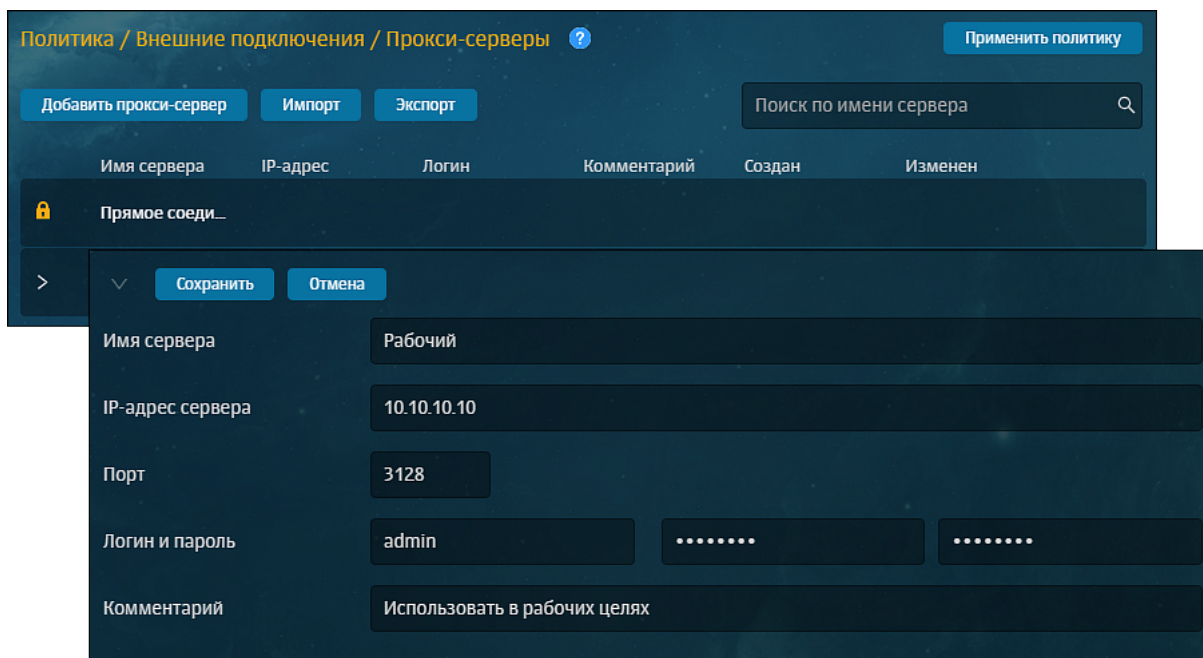 Политика / Внешние подключения / Прокси-серверы ?
Применить политику
Добавить прокси-сервер Импорт Экспорт Поиск по имени сервера
Имя сервера IP-адрес Логин Комментарий Создан Изменен
Прямое соеди...
Сохранить Отмена
Имя сервера Рабочий
IP-адрес сервера 10.10.10.10
Порт 3128
Логин и пароль admin •••••••• ••••••••
Комментарий Использовать в рабочих целях